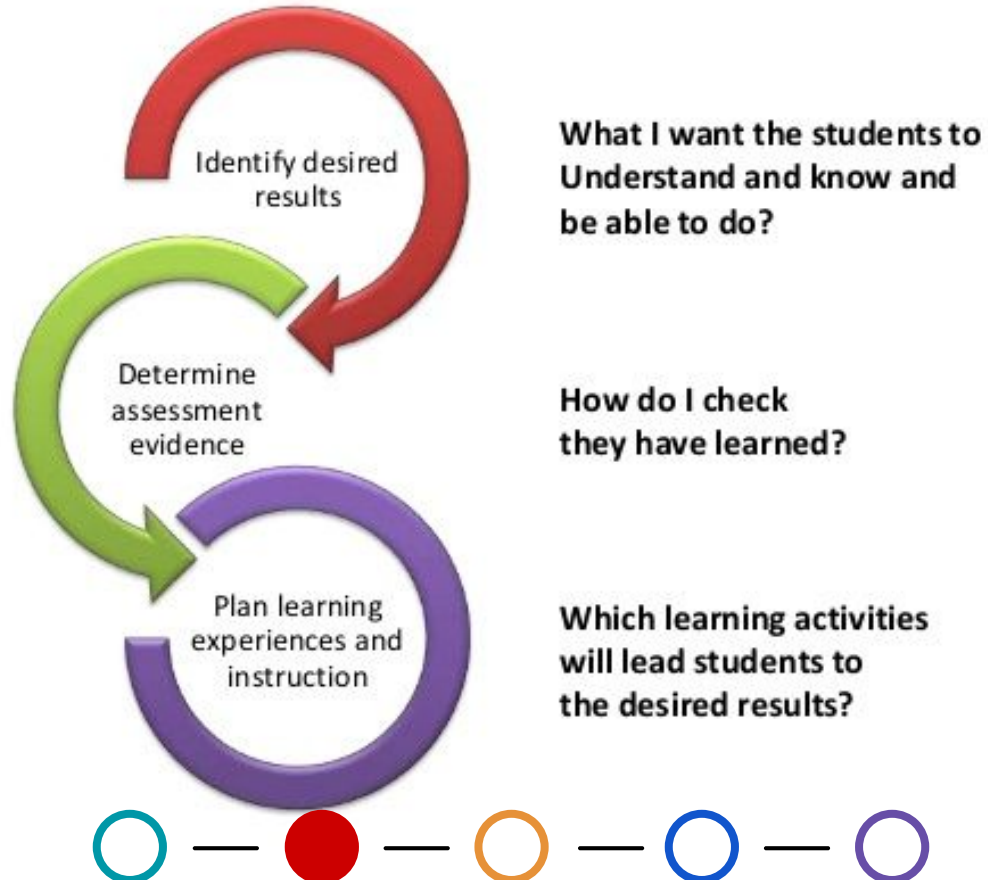 Identify desired
results
What I want the students to
Understand and know and
be able to do?
Determine
assessment
evidence
How do I check
they have learned?
Plan learning
experiences and
instruction
Which learning activities
will lead students to
the desired results?